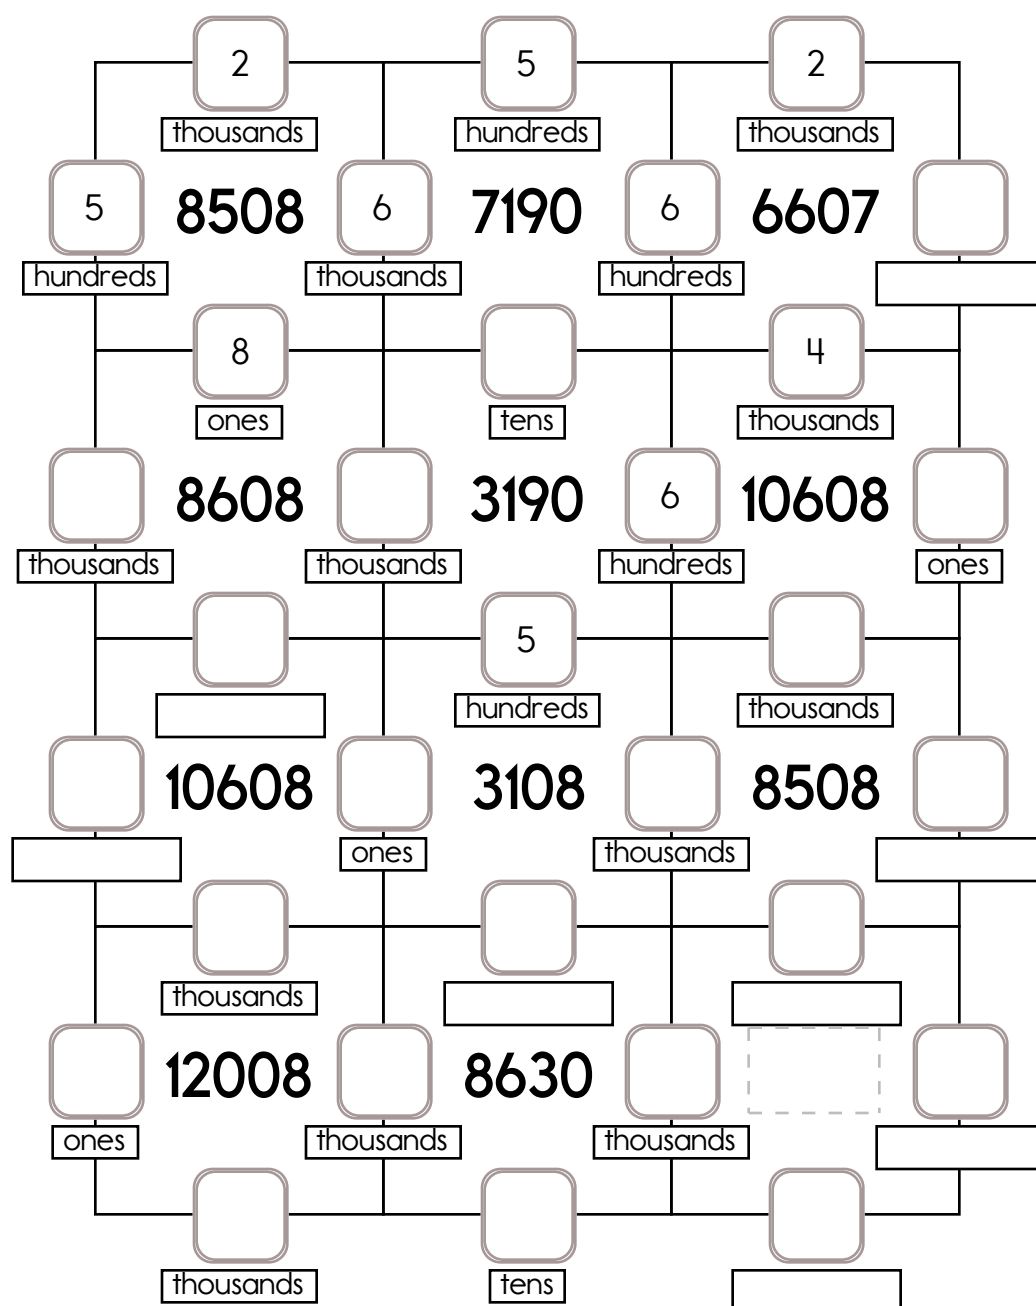 2 5 2
thousands hundreds thousands
5 8508 6 7190 6 6607
hundreds thousands hundreds
8 4
ones tens thousands
8608 3190 6 10608
thousands thousands hundreds ones
5
hundreds thousands
10608 3108 8508
ones thousands
thousands
12008 8630
ones thousands thousands
thousands tens